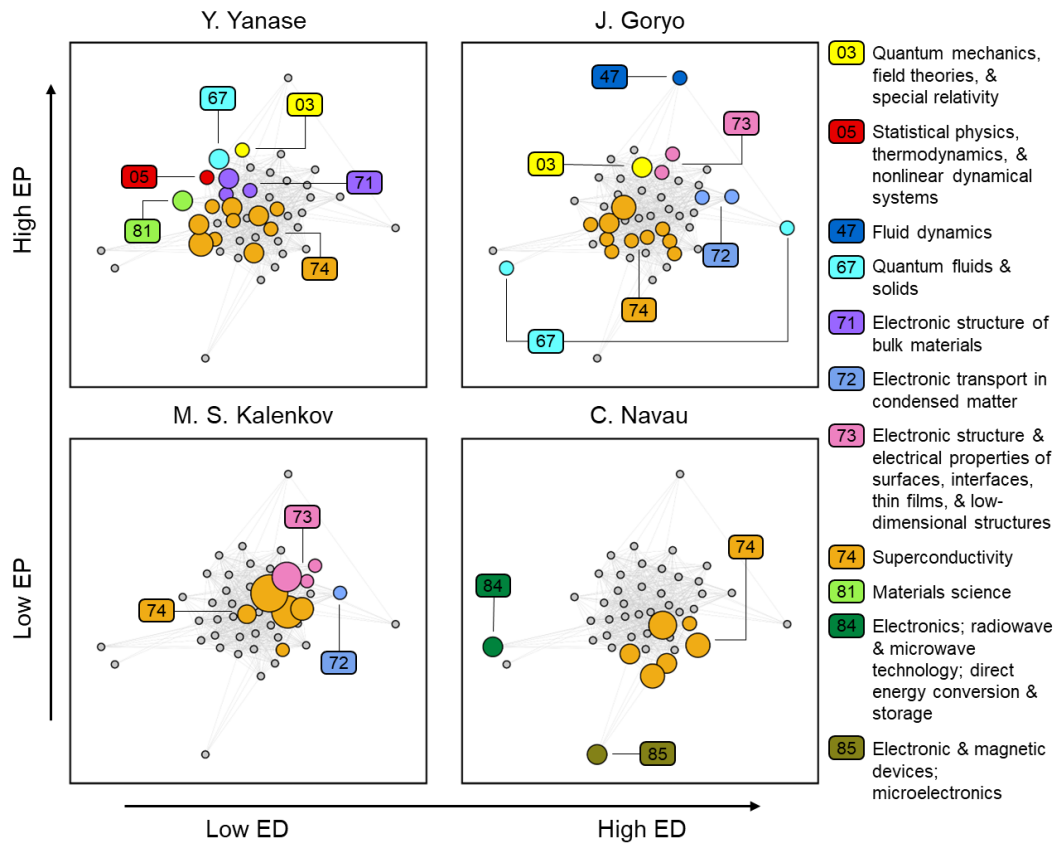 Y. Yanase
J. Goryo
67
03
05
71
81
74
47
73
03
72
74
67
M. S. Kalenkov
C. Navau
73
74
72
74
84
85
High EP
Low EP
Low ED
High ED
03
Quantum mechanics,
field theories, &
special relativity
05
Statistical physics,
thermodynamics, &
nonlinear dynamical
systems
47
Fluid dynamics
67
Quantum fluids &
solids
71
Electronic structure of
bulk materials
72
Electronic transport in
condensed matter
73
Electronic structure &
electrical properties of
surfaces, interfaces,
thin films, & low-
dimensional structures
74
Superconductivity
81
Materials science
84
Electronics; radiowave
& microwave
technology; direct
energy conversion &
storage
85
Electronic & magnetic
devices;
microelectronics